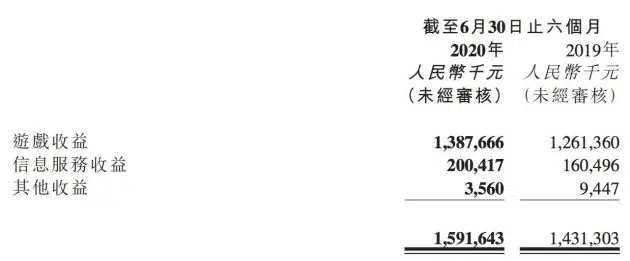 截至6月30日止六個月
2020年 2019年
人民幣千元 人民幣千元
(未經審核) (未經審核)
遊戲收益 1,387,666 1,261,360
信息服務收益 200,417 160,496
其他收益 3,560 9,447
1,591,643 1,431,303